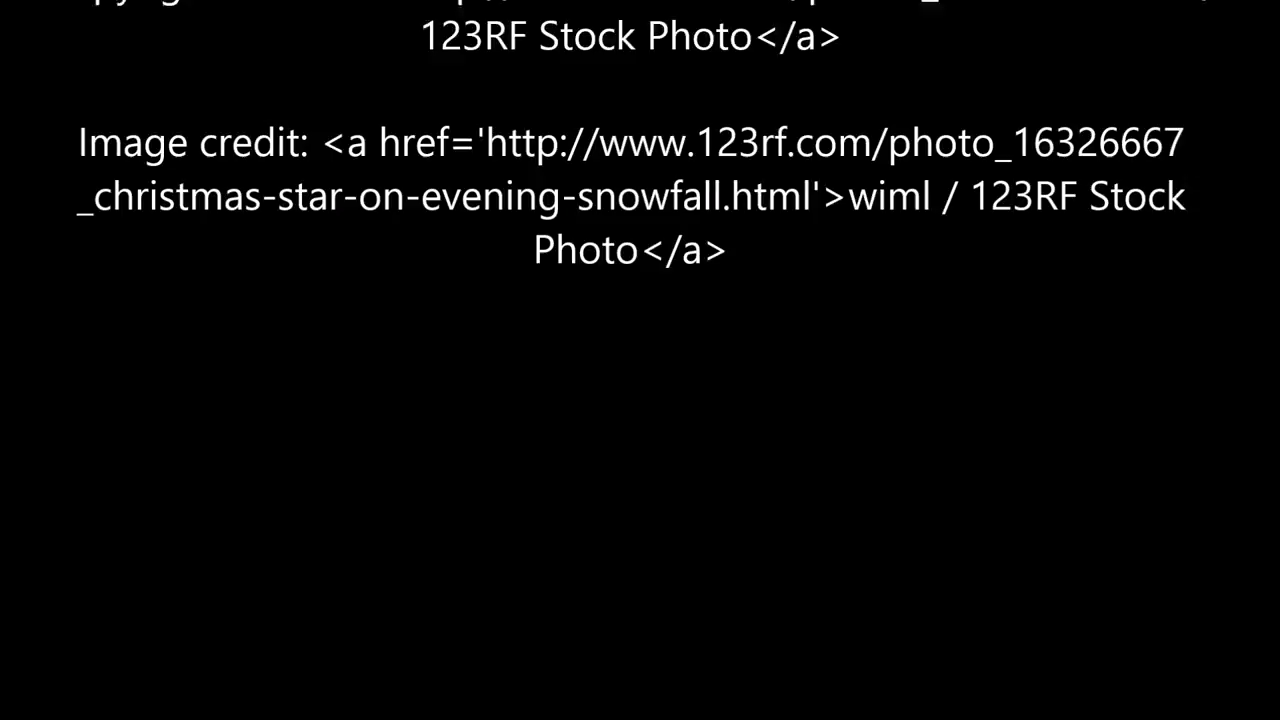 123RF Stock Photo</a>
Image credit: <a href='http://www.123rf.com/photo_16326667
_christmas-star-on-evening-snowfall.html'>wiml / 123RF Stock
Photo</a>